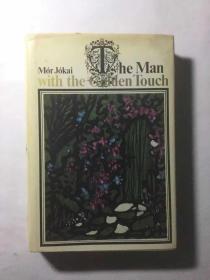 Mór Jókai The Man
with the Golden Touch